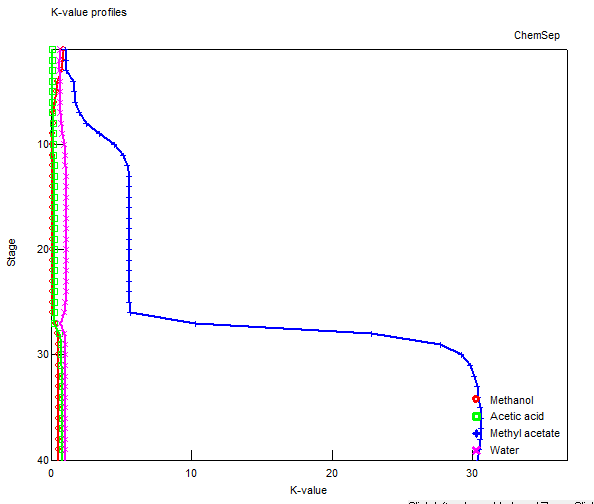 K-value profiles
ChemSep
10
20
30
40
Stage
0
10
20
30
K-value
Methanol
Acetic acid
Methyl acetate
Water